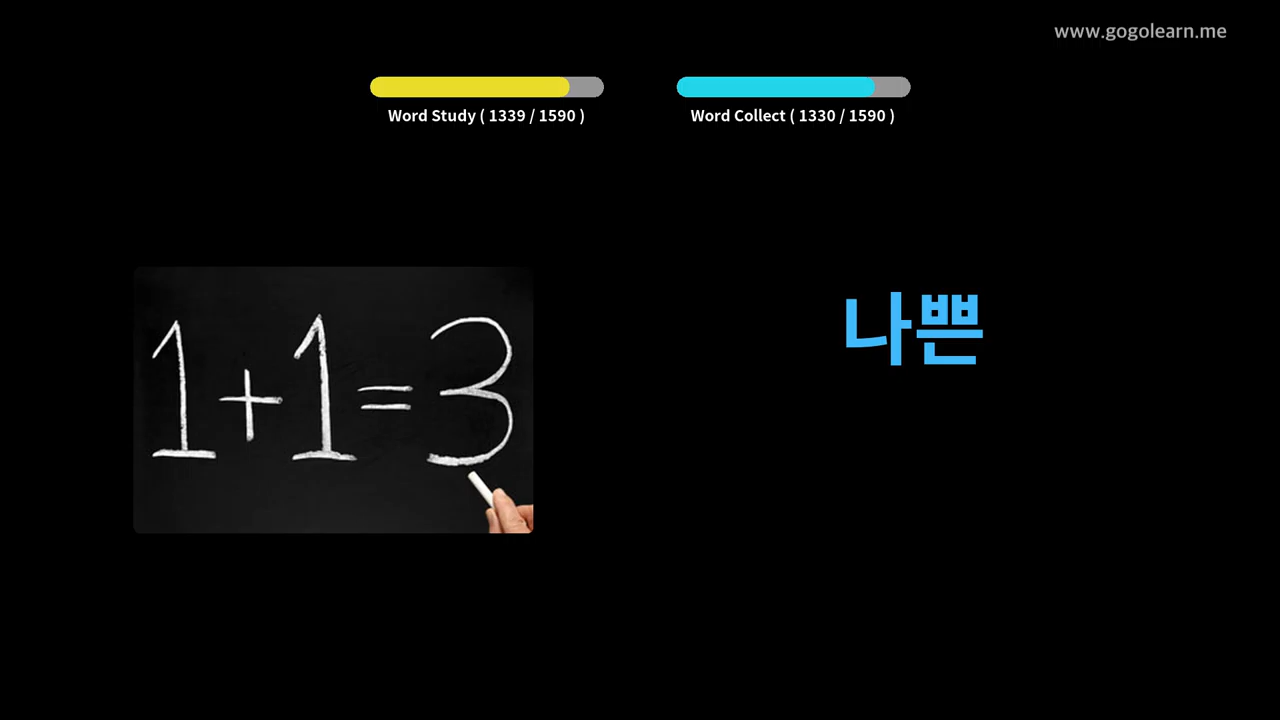 www.gogolearn.me
Word Study ( 1339 / 1590 )
Word Collect ( 1330 / 1590 )
1+1=3
나쁜